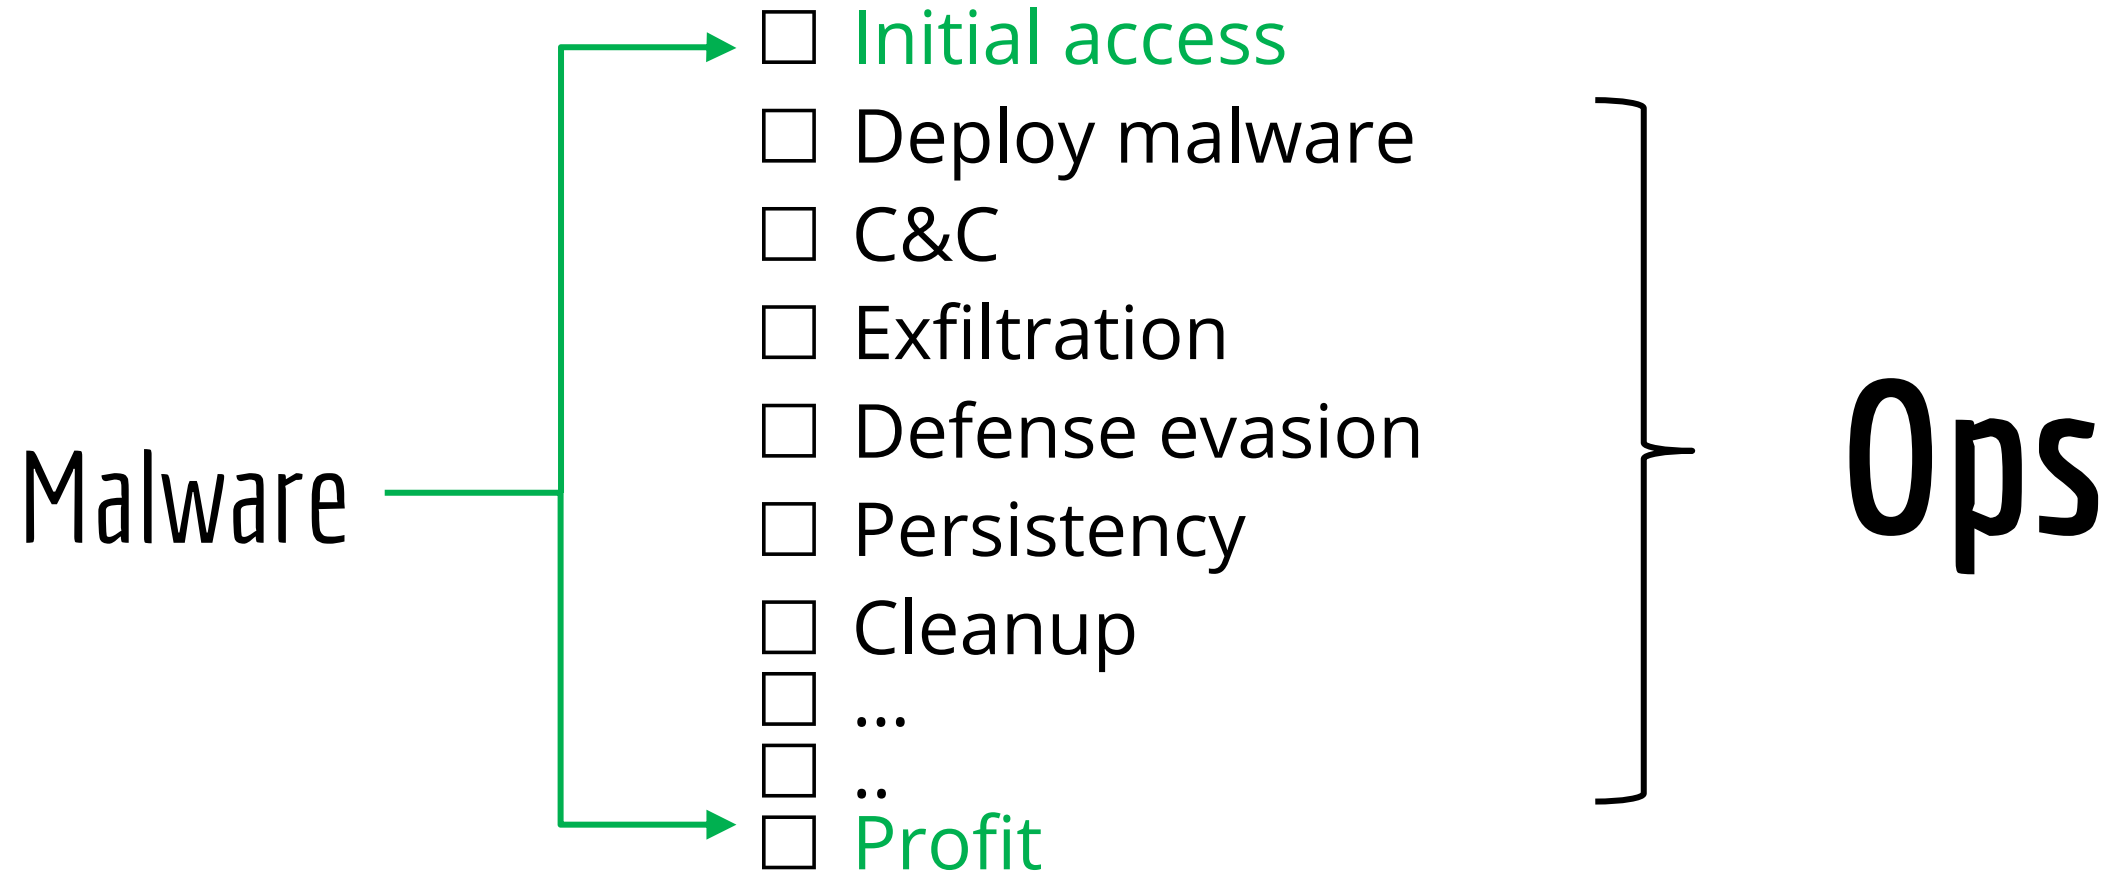 Initial access
Deploy malware
C&C
Exfiltration
Defense evasion
Persistency
Cleanup
...
..
Profit
Malware
Ops